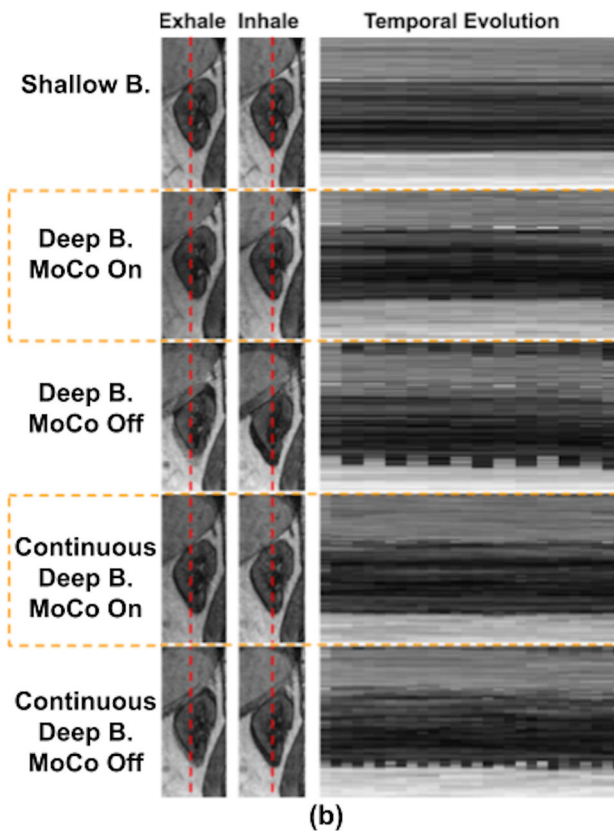 Exhale Inhale Temporal Evolution
Shallow B.
Deep B.
MoCo On
Deep B.
MoCo Off
Continuous
Deep B.
MoCo On
Continuous
Deep B.
MoCo Off
(b)